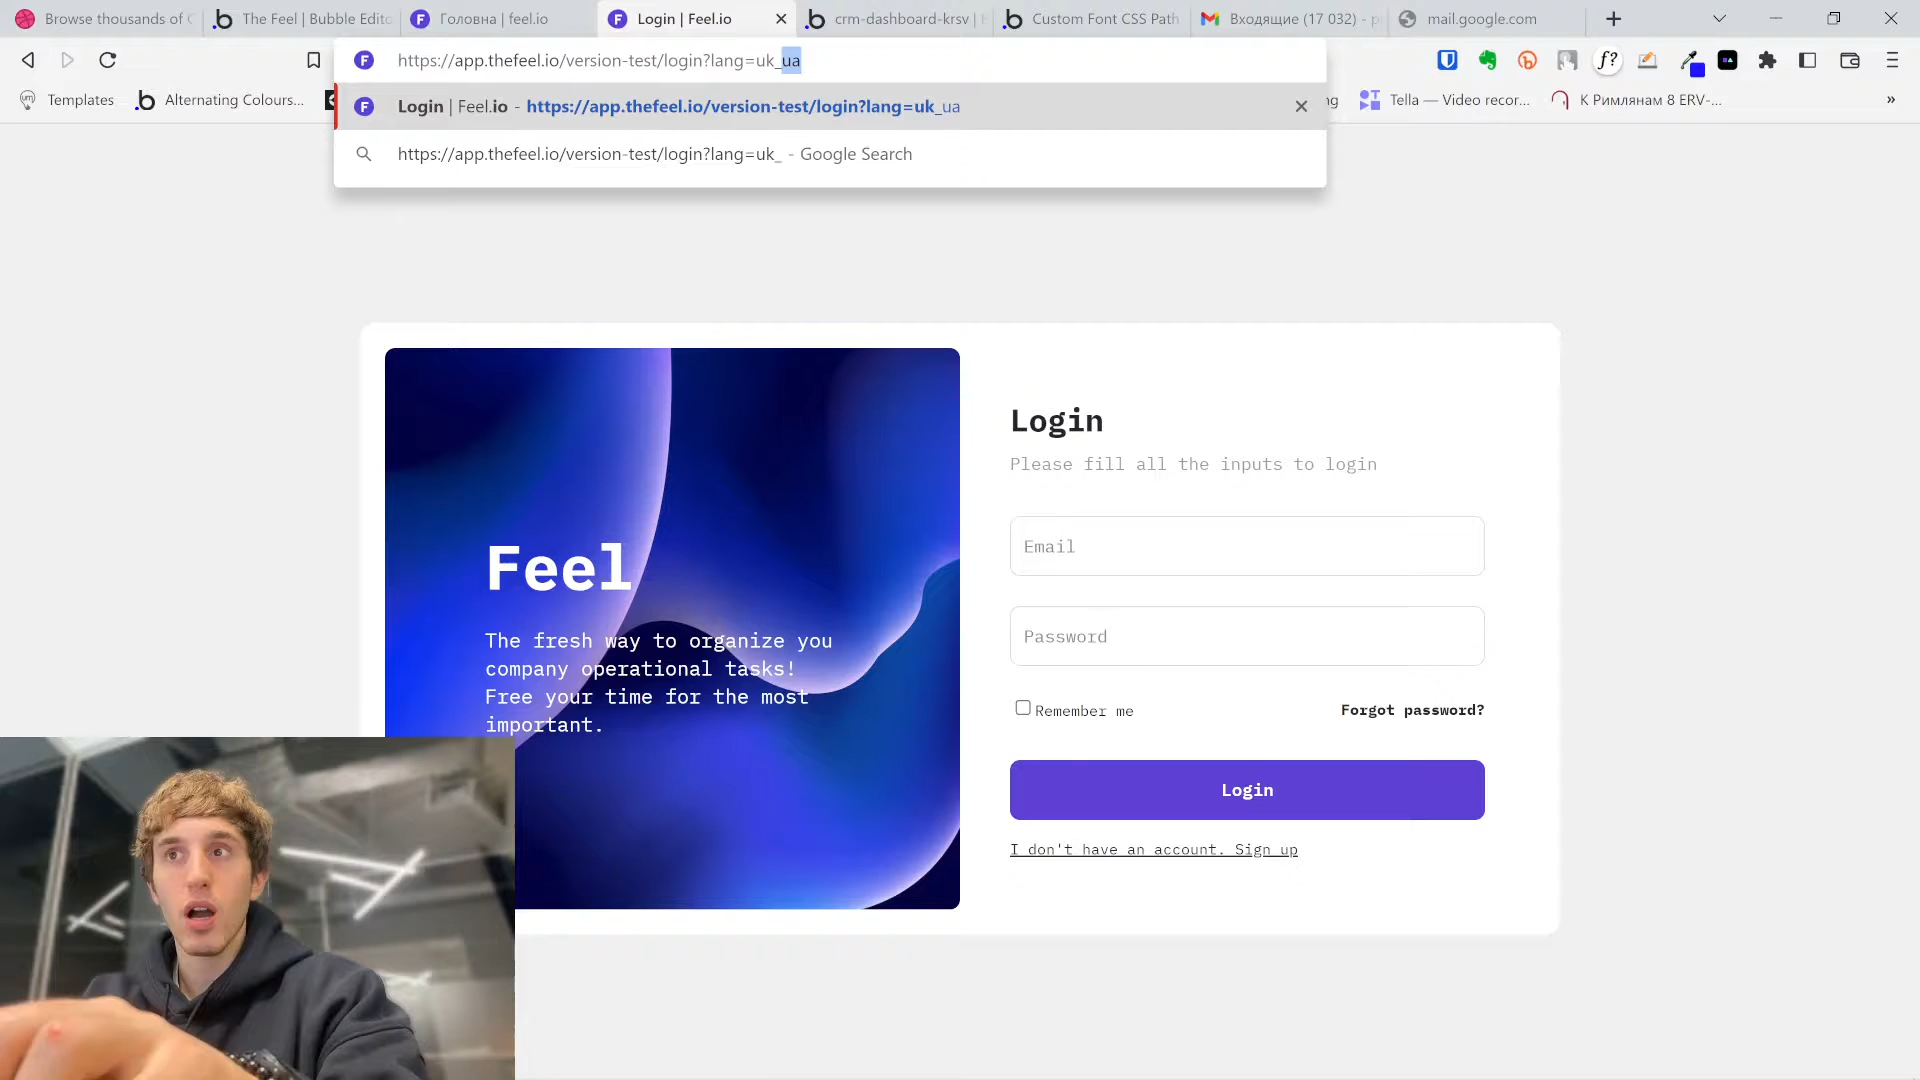 Browse thousands of
The Feel | Bubble Edito
Головна | feel.io
Login | Feel.io
crm-dashboard-krsv |
Custom Font CSS Path
Входящие (17 032) -
mail.google.com
https://app.thefeel.io/version-test/login?lang=uk_ua
Templates
Alternating Colours...
Tella — Video recor...
К Римлянам 8 ERV-...
Login | Feel.io - https://app.thefeel.io/version-test/login?lang=uk_ua
https://app.thefeel.io/version-test/login?lang=uk_ - Google Search
Login
Please fill all the inputs to login
Email
Password
Remember me
Forgot password?
Login
I don't have an account. Sign up
Feel
The fresh way to organize you
company operational tasks!
Free your time for the most
important.